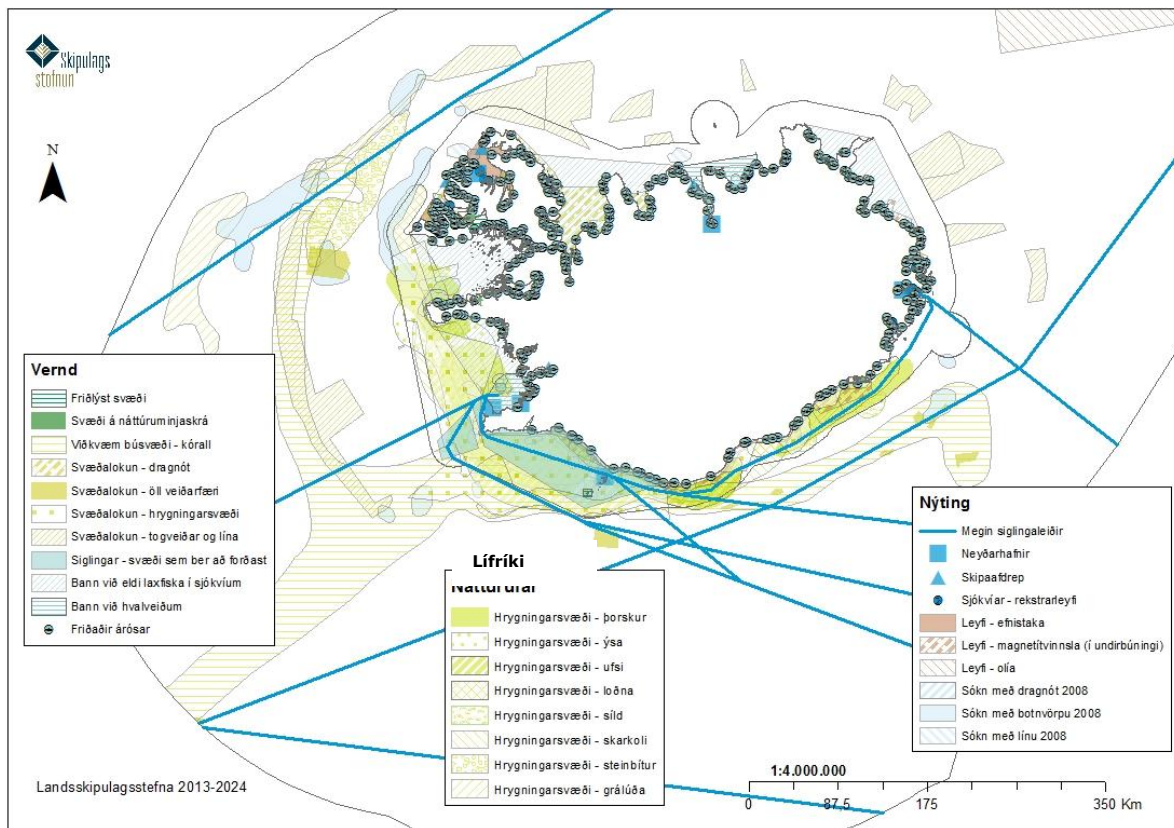 Skipulags
stofnun
N
Vernd
Friðlýst svæði
Svæði á náttúruminjaskrá
Viðkvæm búsvæði - kórall
Svæðalokun - dragnót
Svæðalokun - öll veiðarfæri
Svæðalokun - hrygningarsvæði
Svæðalokun - togveiðar og lína
Siglingar - svæði sem ber að forðast
Bann við eldi laxfiska í sjókvíum
Bann við hvalveiðum
Friðaðir árósar
Lífríki
Hrygningarsvæði - þorskur
Hrygningarsvæði - ýsa
Hrygningarsvæði - ufsi
Hrygningarsvæði - loðna
Hrygningarsvæði - síld
Hrygningarsvæði - skarkoli
Hrygningarsvæði - steinbítur
Hrygningarsvæði - grálúða
Nýting
Megin siglingaleiðir
Neyðarhafnir
Skipaafdrep
Sjókvíar - rekstrarleyfi
Leyfi - efnistaka
Leyfi - magnetítvinnsla (í undirbúningi)
Leyfi - olía
Sókn með dragnót 2008
Sókn með botnvörpu 2008
Sókn með línu 2008
Landsskipulagsstefna 2013-2024
1:4.000.000
0 87,5 175 350 Km